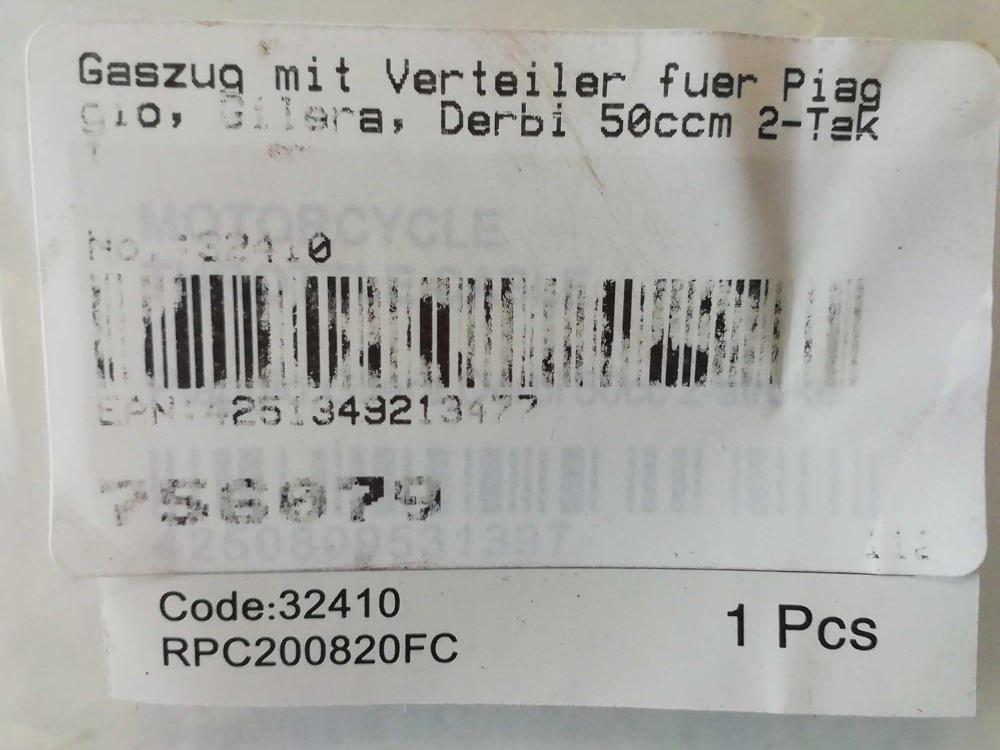 Gaszug mit Verteiler fuer Piag
gio, Gilera, Derbi 50ccm 2-Tak
T
MOTORCYCLE
No.:32410
EAN:4251349213477
756079
Code:32410
RPC200820FC
1 Pcs